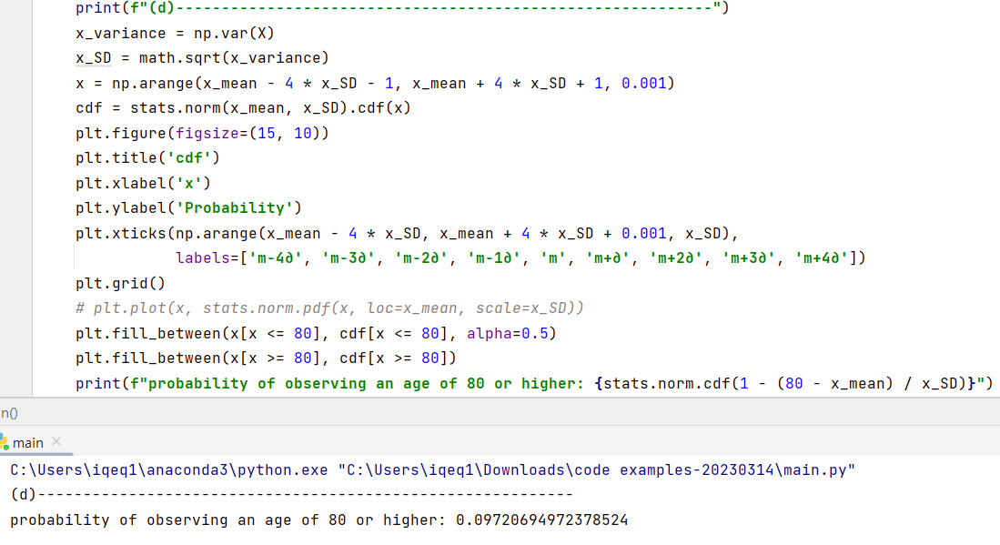 print(f"(d)-----------------------------------------------------------")
x_variance = np.var(X)
x_SD = math.sqrt(x_variance)
x = np.arange(x_mean - 4 * x_SD - 1, x_mean + 4 * x_SD + 1, 0.001)
cdf = stats.norm(x_mean, x_SD).cdf(x)
plt.figure(figsize=(15, 10))
plt.title('cdf')
plt.xlabel('x')
plt.ylabel('Probability')
plt.xticks(np.arange(x_mean - 4 * x_SD, x_mean + 4 * x_SD + 0.001, x_SD),
labels=['m-4∂', 'm-3∂', 'm-2∂', 'm-1∂', 'm', 'm+∂', 'm+2∂', 'm+3∂', 'm+4∂'])
plt.grid()
# plt.plot(x, stats.norm.pdf(x, loc=x_mean, scale=x_SD))
plt.fill_between(x[x <= 80], cdf[x <= 80], alpha=0.5)
plt.fill_between(x[x >= 80], cdf[x >= 80])
print(f"probability of observing an age of 80 or higher: {stats.norm.cdf(1 - (80 - x_mean) / x_SD)}")
n()
main
C:\Users\iqeq1\anaconda3\python.exe "C:\Users\iqeq1\Downloads\code examples-20230314\main.py"
(d)-----------------------------------------------------------
probability of observing an age of 80 or higher: 0.09720694972378524